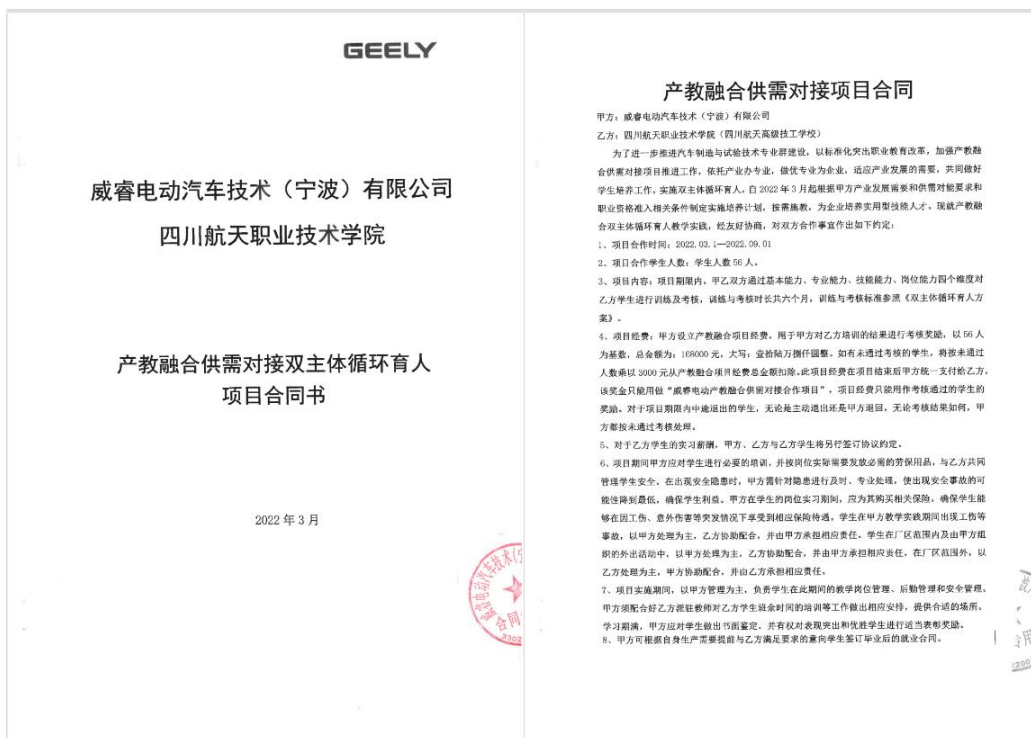 GEELY
威睿电动汽车技术（宁波）有限公司
四川航天职业技术学院
产教融合供需对接双主体循环育人
项目合同书
2022 年 3 月
产教融合供需对接项目合同
甲方：威睿电动汽车技术（宁波）有限公司
乙方：四川航天职业技术学院（四川航天高级技工学校）
为了进一步推进汽车制造与试验技术专业群建设，以标准化突出职业教育改革，加强产教融
合供需对接项目推进工作，依托产业办专业，做优专业为企业，适应产业发展的需要，共同做好
学生培养工作，实施双主体循环育人，自 2022 年 3 月起根据甲方产业发展需要和供需对能要求和
职业资格准入相关条件制定实施培养计划，按需施教，为企业培养实用型技能人才。现就产教融
合双主体循环育人教学实践，经友好协商，对双方合作事宜作出如下约定：
1、项目合作时间：2022.03.1—2022.09.01
2、项目合作学生人数：学生人数 56 人。
3、项目内容：项目期限内，甲乙双方通过基本能力、专业能力、技能能力、岗位能力四个维度对
乙方学生进行训练及考核，训练与考核时长共六个月，训练与考核标准参照《双主体循环育人方
案》。
4、项目经费：甲方设立产教融合项目经费，用于甲方对乙方培训的结果进行考核奖励，以 56 人
为基数，总金额为：168000 元，大写：壹拾陆万捌仟圆整。如有未通过考核的学生，将按未通过
人数乘以 3000 元从产教融合项目经费总金额扣除。此项目经费在项目结束后甲方统一支付给乙方，
该奖金只能用做“威睿电动产教融合供需对接合作项目”，项目经费只能用作考核通过的学生的
奖励。对于项目期限内中途退出的学生，无论是主动退出还是甲方退回，无论考核结果如何，甲
方都按未通过考核处理。
5、对于乙方学生的实习薪酬，甲方、乙方与乙方学生将另行签订协议约定。
6、项目期间甲方应对学生进行必要的培训，并按岗位实际需要发放必需的劳保用品，与乙方共同
管理学生安全。在出现安全隐患时，甲方需针对隐患进行及时、专业处理，使出现安全事故的可
能性降到最低，确保学生利益。甲方在学生的岗位实习期间，应为其购买相关保险，确保学生能
够在因工伤、意外伤害等突发情况下享受到相应保险待遇。学生在甲方教学实践期间出现工伤等
事故，以甲方处理为主，乙方协助配合，并由甲方承担相应责任。学生在厂区范围内及由甲方组
织的外出活动中，以甲方处理为主，乙方协助配合，并由甲方承担相应责任，在厂区范围外，以
乙方处理为主，甲方协助配合，并由乙方承担相应责任。
7、项目实施期间，以甲方管理为主，负责学生在此期间的教学岗位管理、后勤管理和安全管理。
甲方须配合好乙方派驻教师对乙方学生班余时间的培训等工作做出相应安排，提供合适的场所。
学习期满，甲方应对学生做出书面鉴定，并有权对表现突出和优胜学生进行适当表彰奖励。
8、甲方可根据自身生产需要提前与乙方满足要求的意向学生签订毕业后的就业合同。